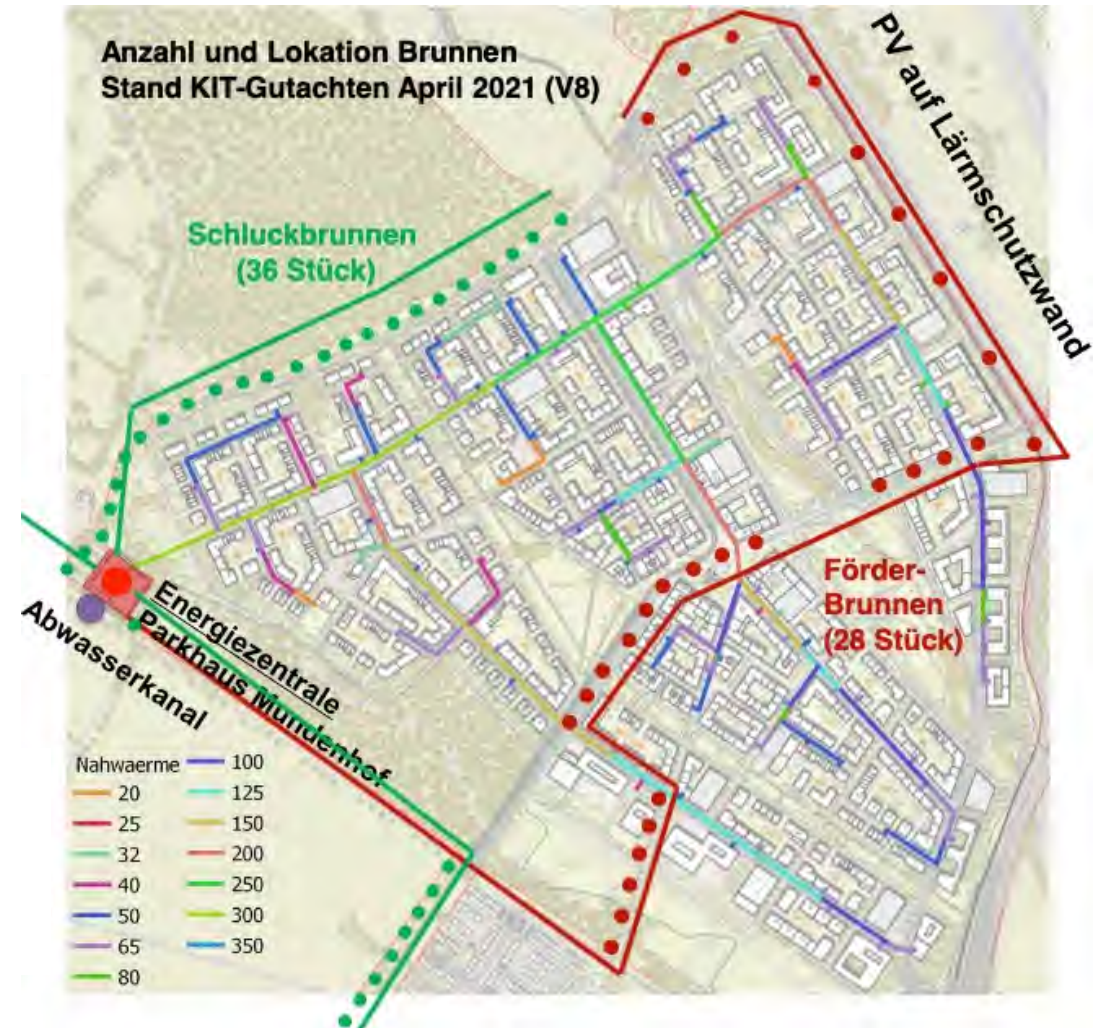 Anzahl und Lokation Brunnen
Stand KIT-Gutachten April 2021 (V8)
PV auf Lärmschutzwand
Schluckbrunnen
(36 Stück)
Förder-
Brunnen
(28 Stück)
Energiezentrale
Parkhaus Mundenhof
Abwasserkanal
Nahwaerme
20
25
32
40
50
65
80
100
125
150
200
250
300
350